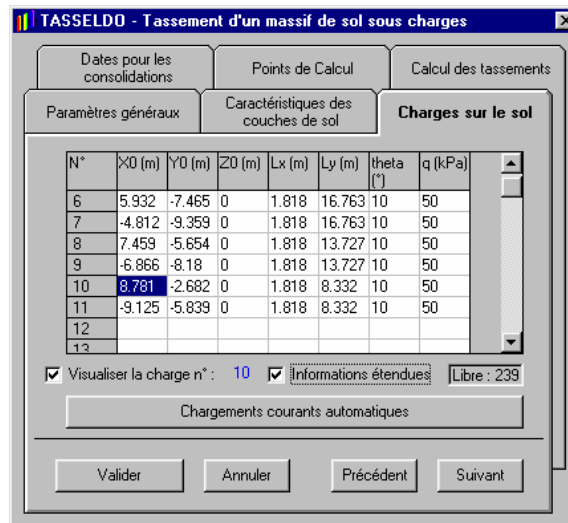 TASSELDO - Tassement d'un massif de sol sous charges
Dates pour les
consolidations
Points de Calcul
Calcul des tassements
Paramètres généraux
Caractéristiques des
couches de sol
Charges sur le sol
N° X0 (m) Y0 (m) Z0 (m) Lx (m) Ly (m) theta (°) q (kPa)
6 5.932 -7.465 0 1.818 16.763 10 50
7 -4.812 -9.359 0 1.818 16.763 10 50
8 7.459 -5.654 0 1.818 13.727 10 50
9 -6.866 -8.18 0 1.818 13.727 10 50
10 8.781 -2.682 0 1.818 8.332 10 50
11 -9.125 -5.839 0 1.818 8.332 10 50
12
13
Visualiser la charge n° : 10 Informations étendues Libre : 239
Chargements courants automatiques
Valider Annuler Précédent Suivant